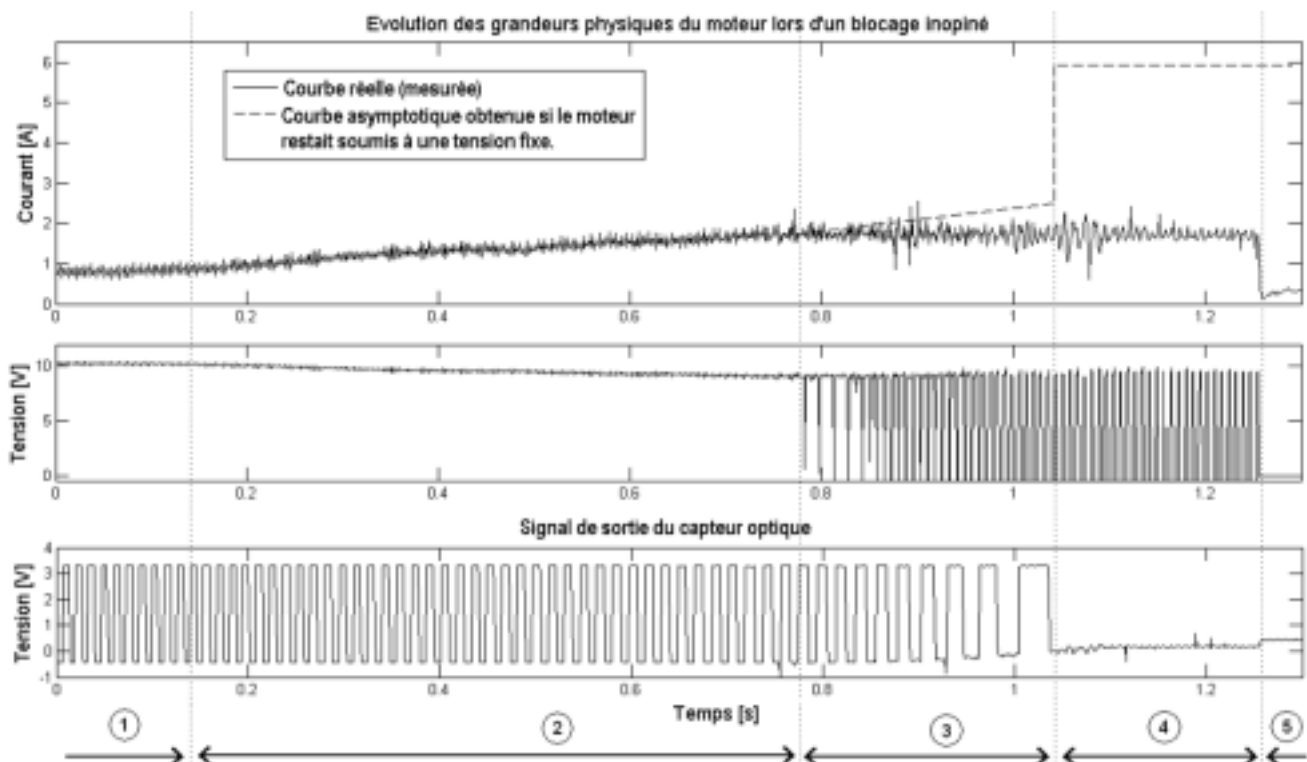 Evolution des grandeurs physiques du moteur lors d'un blocage inopiné
Courant [A]
6
5
4
3
2
1
0
Courbe réelle (mesurée)
Courbe asymptotique obtenue si le moteur
restait soumis à une tension fixe.
0 0.2 0.4 0.6 0.8 1 1.2
Tension [V]
10
5
0
0 0.2 0.4 0.6 0.8 1 1.2
Signal de sortie du capteur optique
Tension [V]
4
3
2
1
0
-1
0 0.2 0.4 0.6 0.8 1 1.2
Temps [s]
1 2 3 4 5